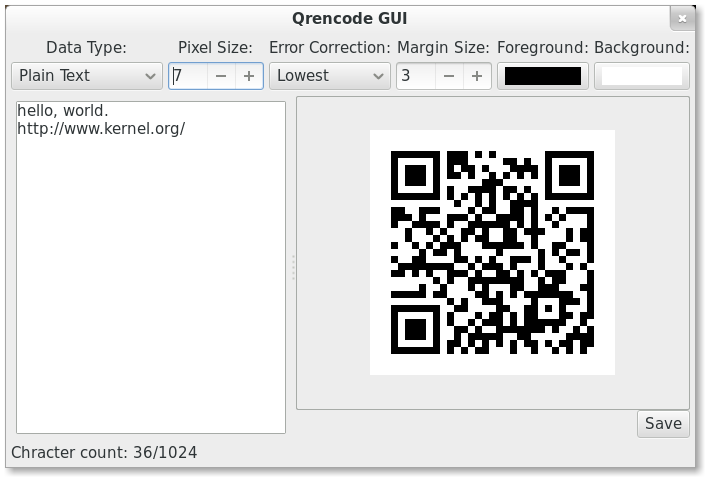 Qrencode GUI
Data Type: Pixel Size: Error Correction: Margin Size: Foreground: Background:
Plain Text 7 − + Lowest 3 − +
hello, world.
http://www.kernel.org/
Save
Chracter count: 36/1024